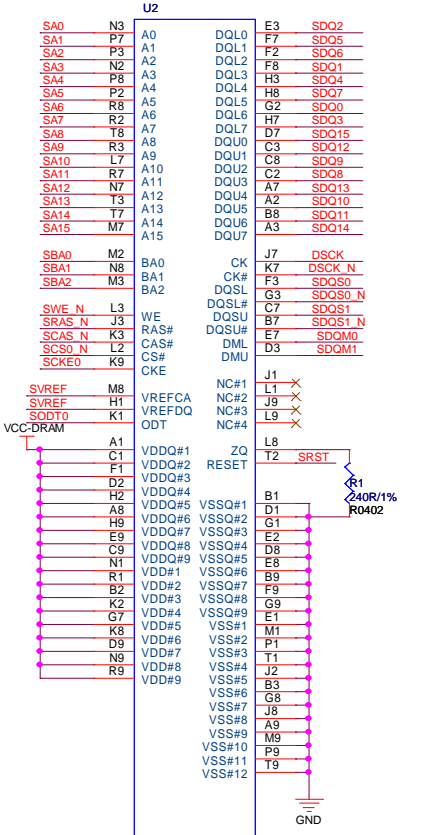 U2
SA0 N3 A0 DQL0 E3 SDQ2
SA1 P7 A1 DQL1 F7 SDQ5
SA2 P3 A2 DQL2 F2 SDQ6
SA3 N2 A3 DQL3 F8 SDQ1
SA4 P8 A4 DQL4 H3 SDQ4
SA5 P2 A5 DQL5 H8 SDQ7
SA6 R8 A6 DQL6 G2 SDQ0
SA7 R2 A7 DQL7 H7 SDQ3
SA8 T8 A8 DQU0 D7 SDQ15
SA9 R3 A9 DQU1 C3 SDQ12
SA10 L7 A10 DQU2 C8 SDQ9
SA11 R7 A11 DQU3 C2 SDQ8
SA12 N7 A12 DQU4 A7 SDQ13
SA13 T3 A13 DQU5 A2 SDQ10
SA14 T7 A14 DQU6 B8 SDQ11
SA15 M7 A15 DQU7 A3 SDQ14
SBA0 M2 BA0 CK J7 DSCK
SBA1 N8 BA1 CK# K7 DSCK_N
SBA2 M3 BA2 DQSL F3 SDQS0
DQSL# G3 SDQS0_N
SWE_N L3 WE DQSU C7 SDQS1
SRAS_N J3 RAS# DQSU# B7 SDQS1_N
SCAS_N K3 CAS# DML E7 SDQM0
SCS0_N L2 CS# DMU D3 SDQM1
SCKE0 K9 CKE
NC#1 J1
SVREF M8 VREFCA NC#2 L1
SVREF H1 VREFDQ NC#3 J9
SODT0 K1 ODT NC#4 L9
VCC-DRAM
A1 VDDQ#1 ZQ L8
C1 VDDQ#2 RESET T2 SRST
F1 VDDQ#3
D2 VDDQ#4
R1
240R/1%
R0402
H2 VDDQ#5 VSSQ#1 B1
A8 VDDQ#6 VSSQ#2 D1
H9 VDDQ#7 VSSQ#3 G1
E9 VDDQ#8 VSSQ#4 E2
C9 VDDQ#9 VSSQ#5 D8
N1 VDD#1 VSSQ#6 E8
R1 VDD#2 VSSQ#7 B9
B2 VDD#3 VSSQ#8 F9
K2 VDD#4 VSSQ#9 G9
G7 VDD#5 VSS#1 E1
K8 VDD#6 VSS#2 M1
D9 VDD#7 VSS#3 P1
N9 VDD#8 VSS#4 T1
R9 VDD#9 VSS#5 J2
VSS#6 B3
VSS#7 G8
VSS#8 J8
VSS#9 A9
VSS#10 M9
VSS#11 P9
VSS#12 T9
GND